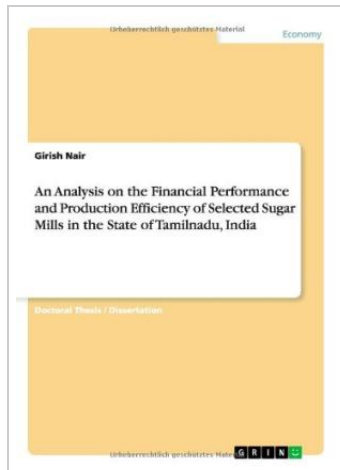 Urheberrechtlich geschütztes Material
Economy
Girish Nair
An Analysis on the Financial Performance
and Production Efficiency of Selected Sugar
Mills in the State of Tamilnadu, India
Doctoral Thesis / Dissertation
Urheberrechtlich geschütztes Mater
GRIN